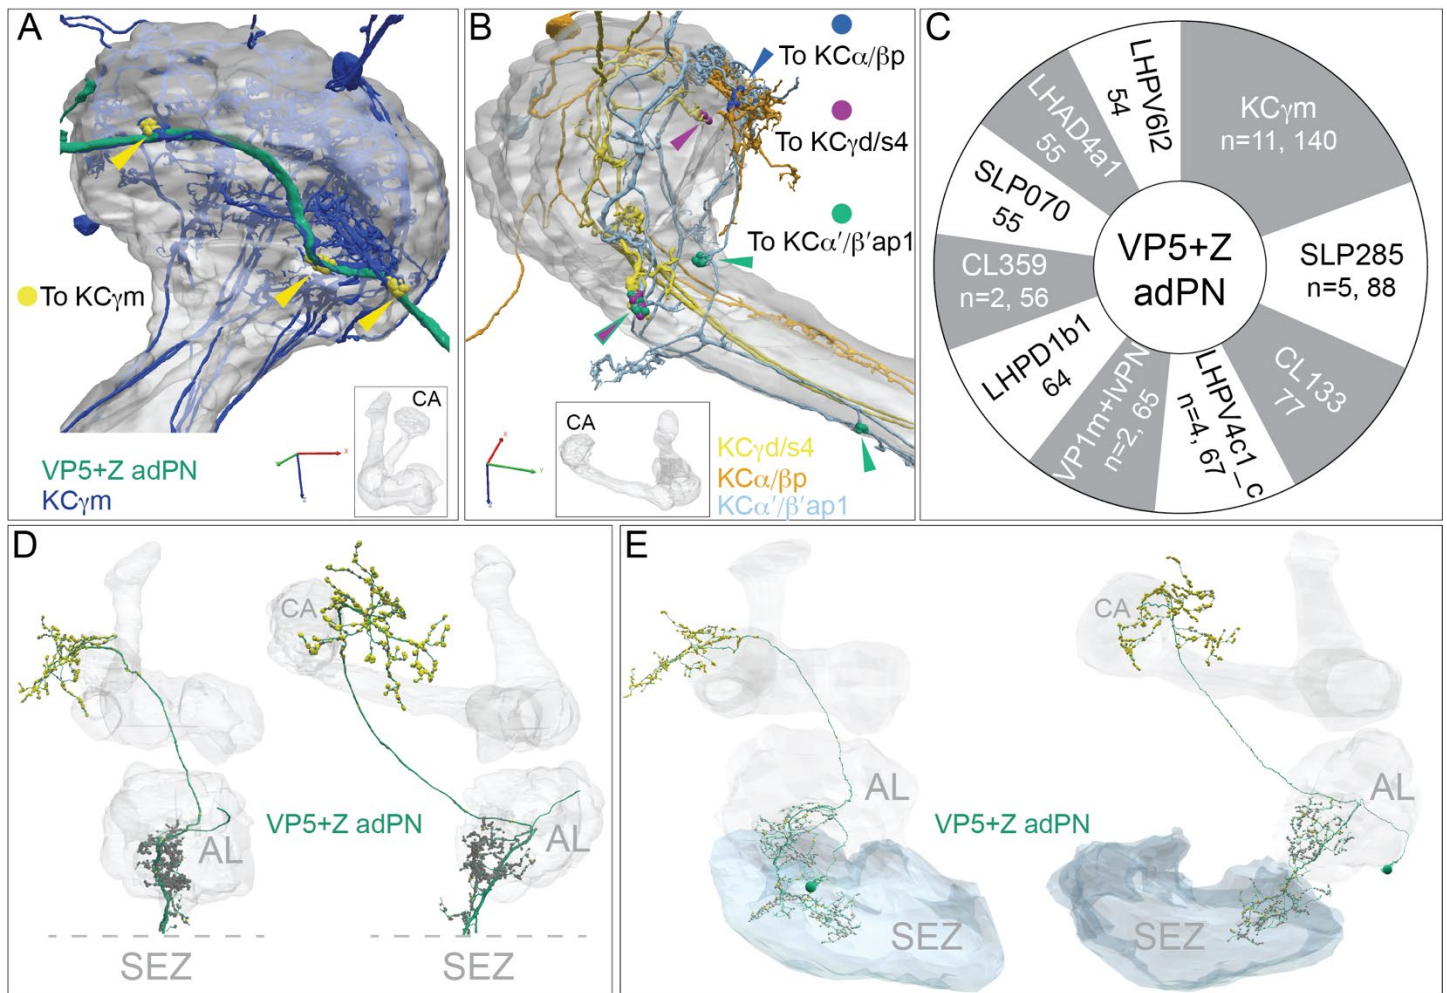 A
To KCγm
VP5+Z adPN
KCγm
CA
X
Z
B
To KCα/βp
To KCγd/s4
To KCα′/β′ap1
CA
X
Y
Z
KCγd/s4
KCα/βp
KCα′/β′ap1
C
VP5+Z
adPN
KCγm
n=11, 140
SLP285
n=5, 88
CL133
77
LHPV4c1_c
n=4, 67
VP1m+lvPN
n=2, 65
LHPD1b1
64
CL359
n=2, 56
SLP070
55
LHAD4a1
55
LHPV6l2
54
D
CA
VP5+Z adPN
AL
AL
SEZ
SEZ
E
CA
AL
AL
VP5+Z adPN
SEZ
SEZ